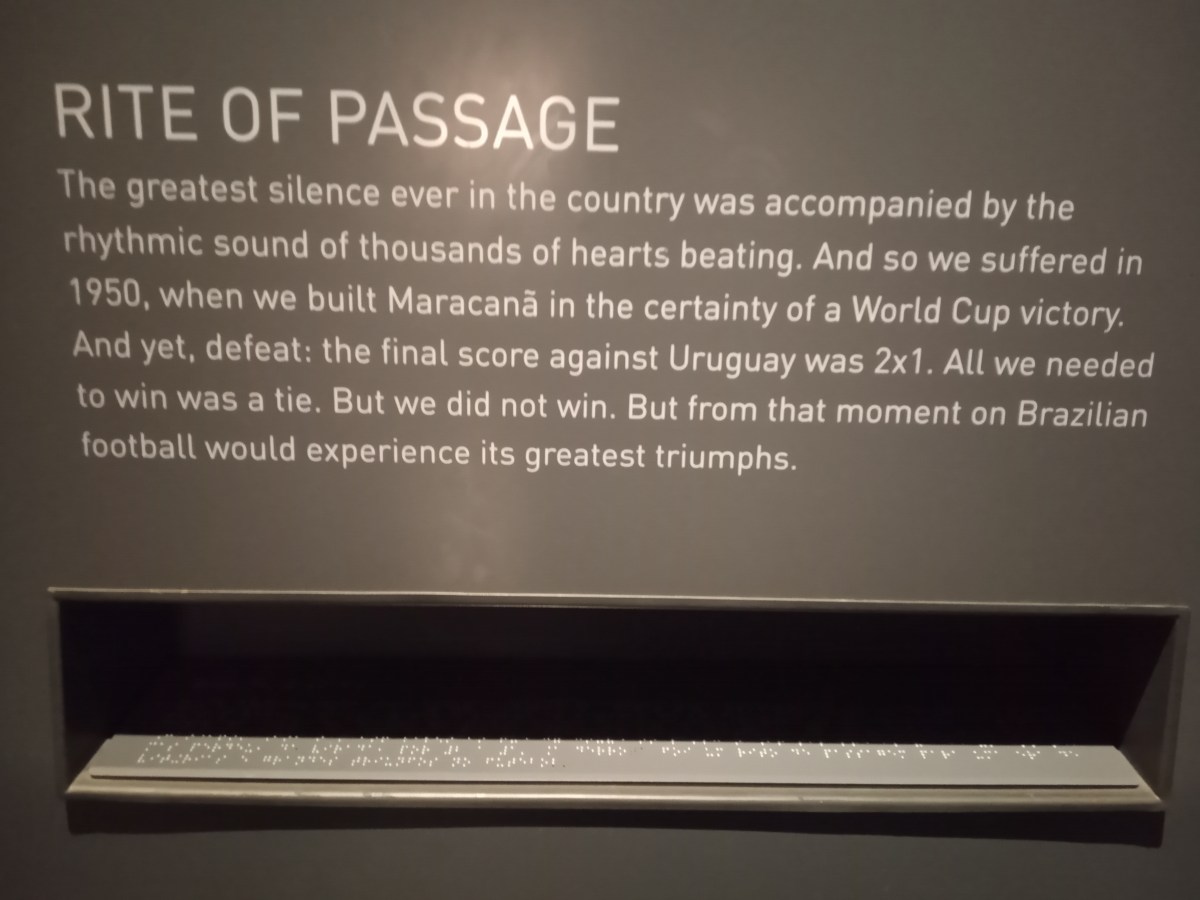 RITE OF PASSAGE
The greatest silence ever in the country was accompanied by the
rhythmic sound of thousands of hearts beating. And so we suffered in
1950, when we built Maracanã in the certainty of a World Cup victory.
And yet, defeat: the final score against Uruguay was 2x1. All we needed
to win was a tie. But we did not win. But from that moment on Brazilian
football would experience its greatest triumphs.